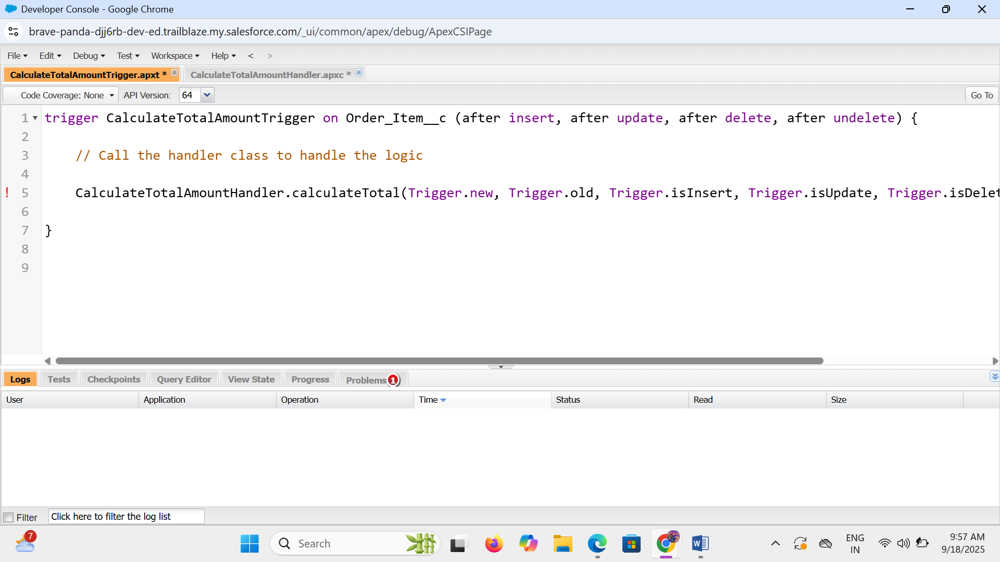 Developer Console - Google Chrome
brave-panda-djj6rb-dev-ed.trailblaze.my.salesforce.com/_ui/common/apex/debug/ApexCSIPage
File Edit Debug Test Workspace Help < >
CalculateTotalAmountTrigger.apxt * CalculateTotalAmountHandler.apxc *
Code Coverage: None API Version: 64 Go To
1 trigger CalculateTotalAmountTrigger on Order_Item__c (after insert, after update, after delete, after undelete) {
2
3 // Call the handler class to handle the logic
4
! 5 CalculateTotalAmountHandler.calculateTotal(Trigger.new, Trigger.old, Trigger.isInsert, Trigger.isUpdate, Trigger.isDelet
6
7 }
8
9
Logs Tests Checkpoints Query Editor View State Progress Problems 1
User Application Operation Time Status Read Size
Filter Click here to filter the log list
7 Search ENG 9:57 AM
IN 9/18/2025